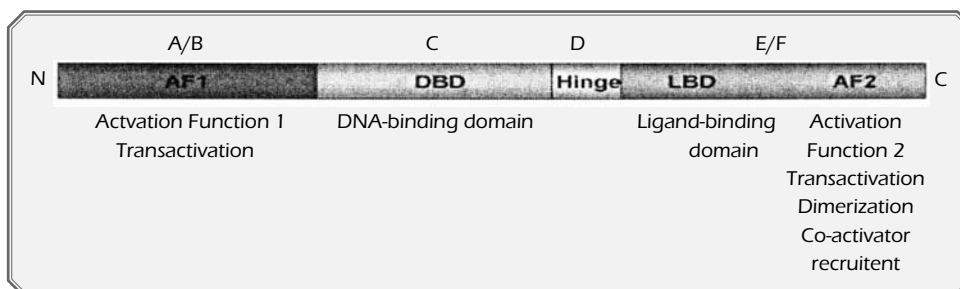 A/B C D E/F
N AF1 DBD Hinge LBD AF2 C
Actvation Function 1
Transactivation
DNA-binding domain
Ligand-binding
domain
Activation
Function 2
Transactivation
Dimerization
Co-activator
recruitent